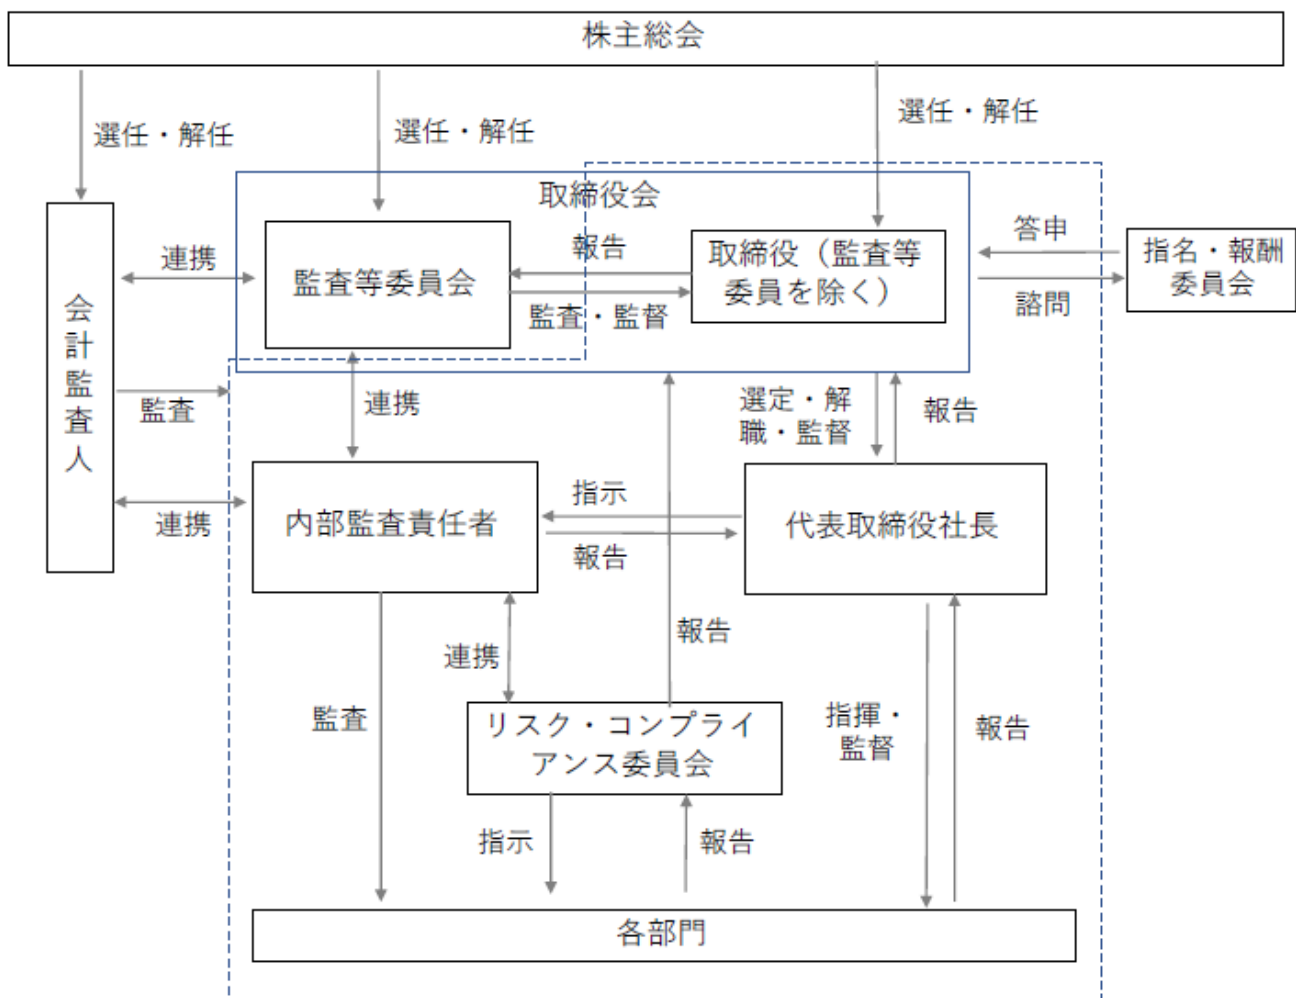 株主総会
選任・解任
選任・解任
選任・解任
取締役会
監査等委員会
報告
監査・監督
取締役（監査等
委員を除く）
答申
諮問
指名・報酬
委員会
連携
会計監査人
監査
連携
連携
選定・解
職・監督
報告
内部監査責任者
指示
報告
代表取締役社長
連携
報告
監査
リスク・コンプライ
アンス委員会
指揮・
監督
報告
指示
報告
各部門